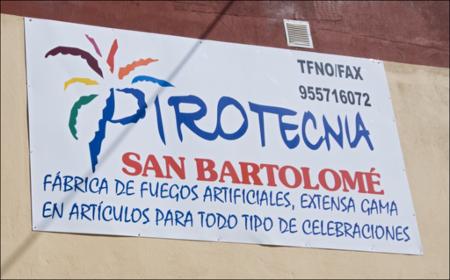 TFNO/FAX
955716072
PIROTECNIA
SAN BARTOLOMÉ
FÁBRICA DE FUEGOS ARTIFICIALES, EXTENSA GAMA
EN ARTÍCULOS PARA TODO TIPO DE CELEBRACIONES